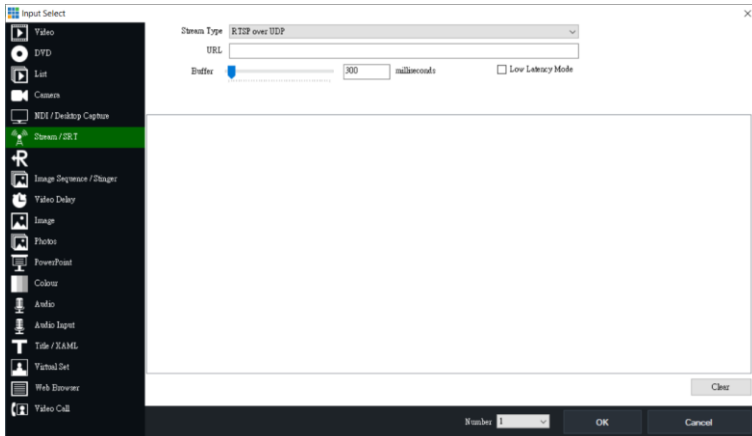 Input Select
Video
DVD
List
Camera
NDI / Desktop Capture
Stream / SRT
Image Sequence / Stinger
Video Delay
Image
Photos
PowerPoint
Colour
Audio
Audio Input
Title / XAML
Virtual Set
Web Browser
Video Call
Stream Type RTSP over UDP
URL
Buffer 300 milliseconds Low Latency Mode
Clear
Number 1 OK Cancel